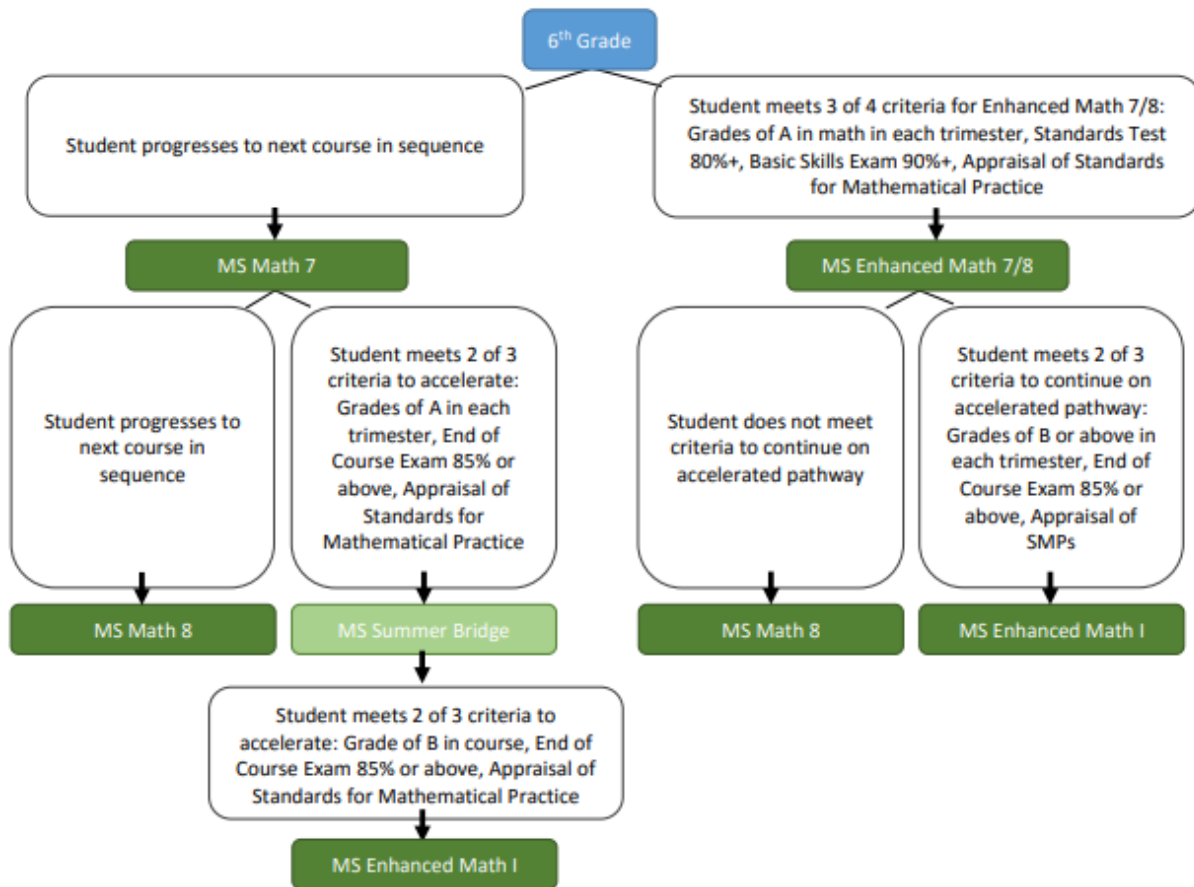 6th Grade
Student progresses to next course in sequence
Student meets 3 of 4 criteria for Enhanced Math 7/8:
Grades of A in math in each trimester, Standards Test
80%+, Basic Skills Exam 90%+, Appraisal of Standards
for Mathematical Practice
MS Math 7
MS Enhanced Math 7/8
Student progresses to
next course in
sequence
Student meets 2 of 3
criteria to accelerate:
Grades of A in each
trimester, End of
Course Exam 85% or
above, Appraisal of
Standards for
Mathematical Practice
Student does not meet
criteria to continue on
accelerated pathway
Student meets 2 of 3
criteria to continue on
accelerated pathway:
Grades of B or above in
each trimester, End of
Course Exam 85% or
above, Appraisal of
SMPs
MS Math 8
MS Summer Bridge
MS Math 8
MS Enhanced Math I
Student meets 2 of 3 criteria to
accelerate: Grade of B in course, End of
Course Exam 85% or above, Appraisal of
Standards for Mathematical Practice
MS Enhanced Math I